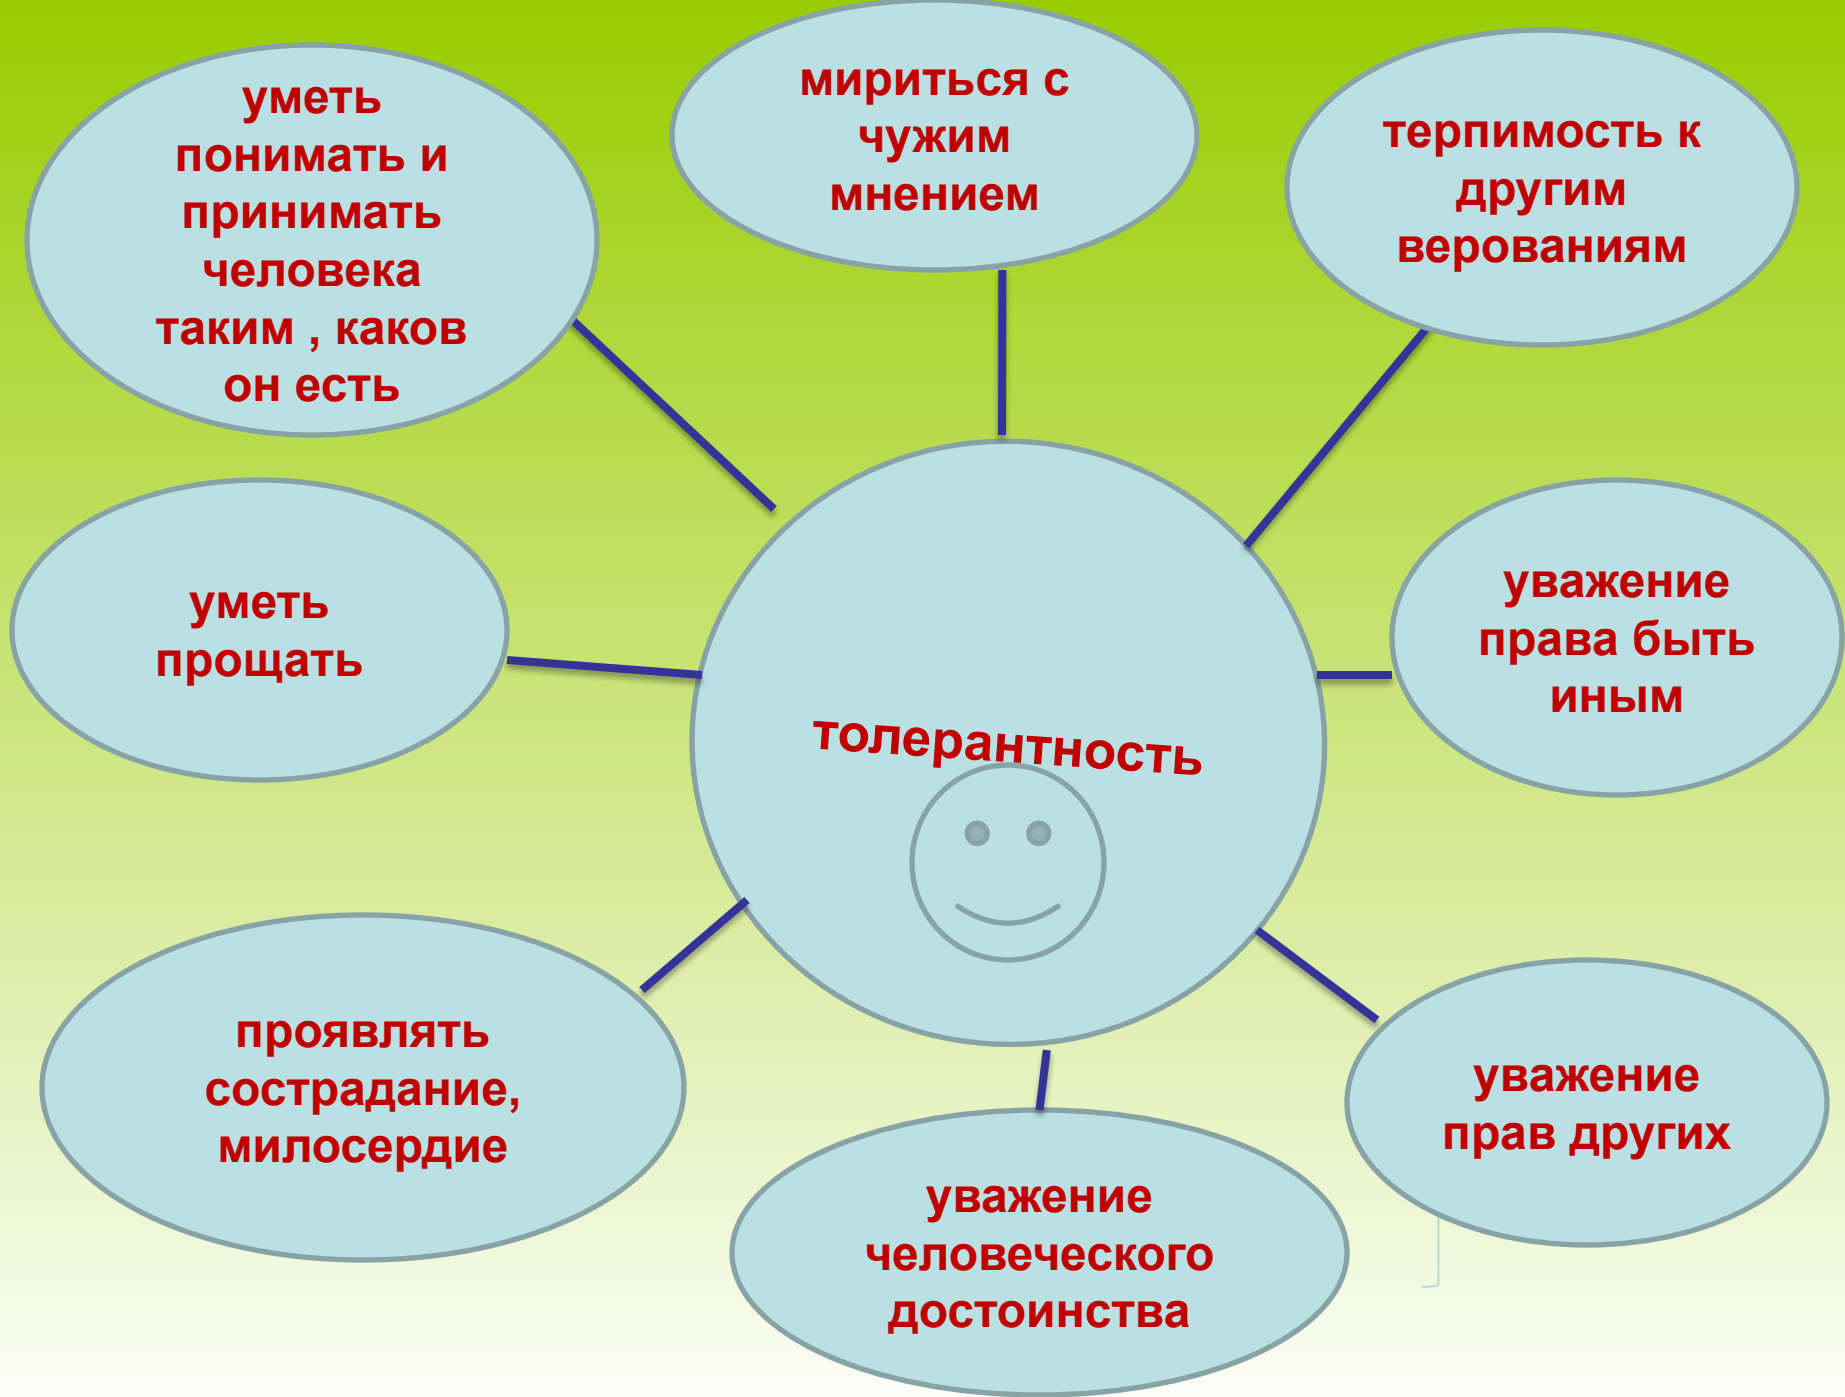 уметь
понимать и
принимать
человека
таким , каков
он есть
мириться с
чужим
мнением
терпимость к
другим
верованиям
уметь
прощать
толерантность
уважение
права быть
иным
проявлять
сострадание,
милосердие
уважение
человеческого
достоинства
уважение
прав других